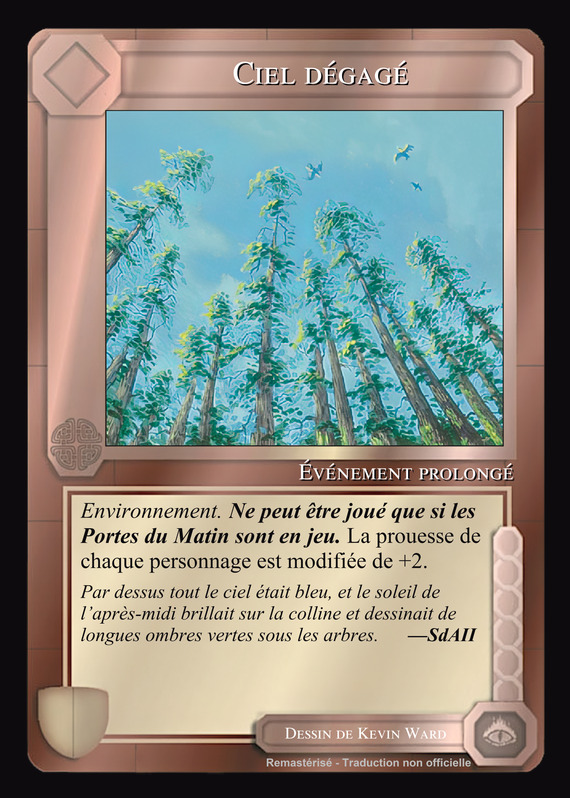 Ciel dégagé
Événement prolongé
Environnement. Ne peut être joué que si les
Portes du Matin sont en jeu. La prouesse de
chaque personnage est modifiée de +2.
Par dessus tout le ciel était bleu, et le soleil de
l’après-midi brillait sur la colline et dessinait de
longues ombres vertes sous les arbres. —SdAII
Dessin de Kevin Ward
Remastérisé - Traduction non officielle